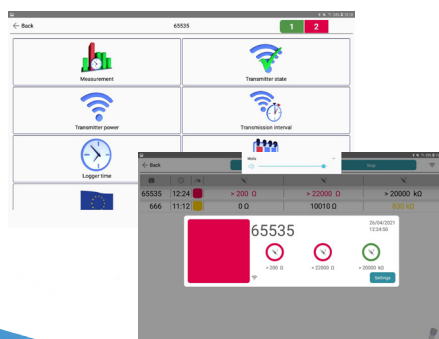 ← Back 65535 1 2
Measurement Transmitter state
Transmitter power Transmission interval
Logger time
← Back Stop
65535 12:24 > 200 Ω > 22000 Ω > 20000 kΩ
666 11:12 0 Ω 10010 Ω 830 kΩ
65535
26/04/2021
12:24:50
> 200 Ω > 22000 Ω > 20000 kΩ
Settings